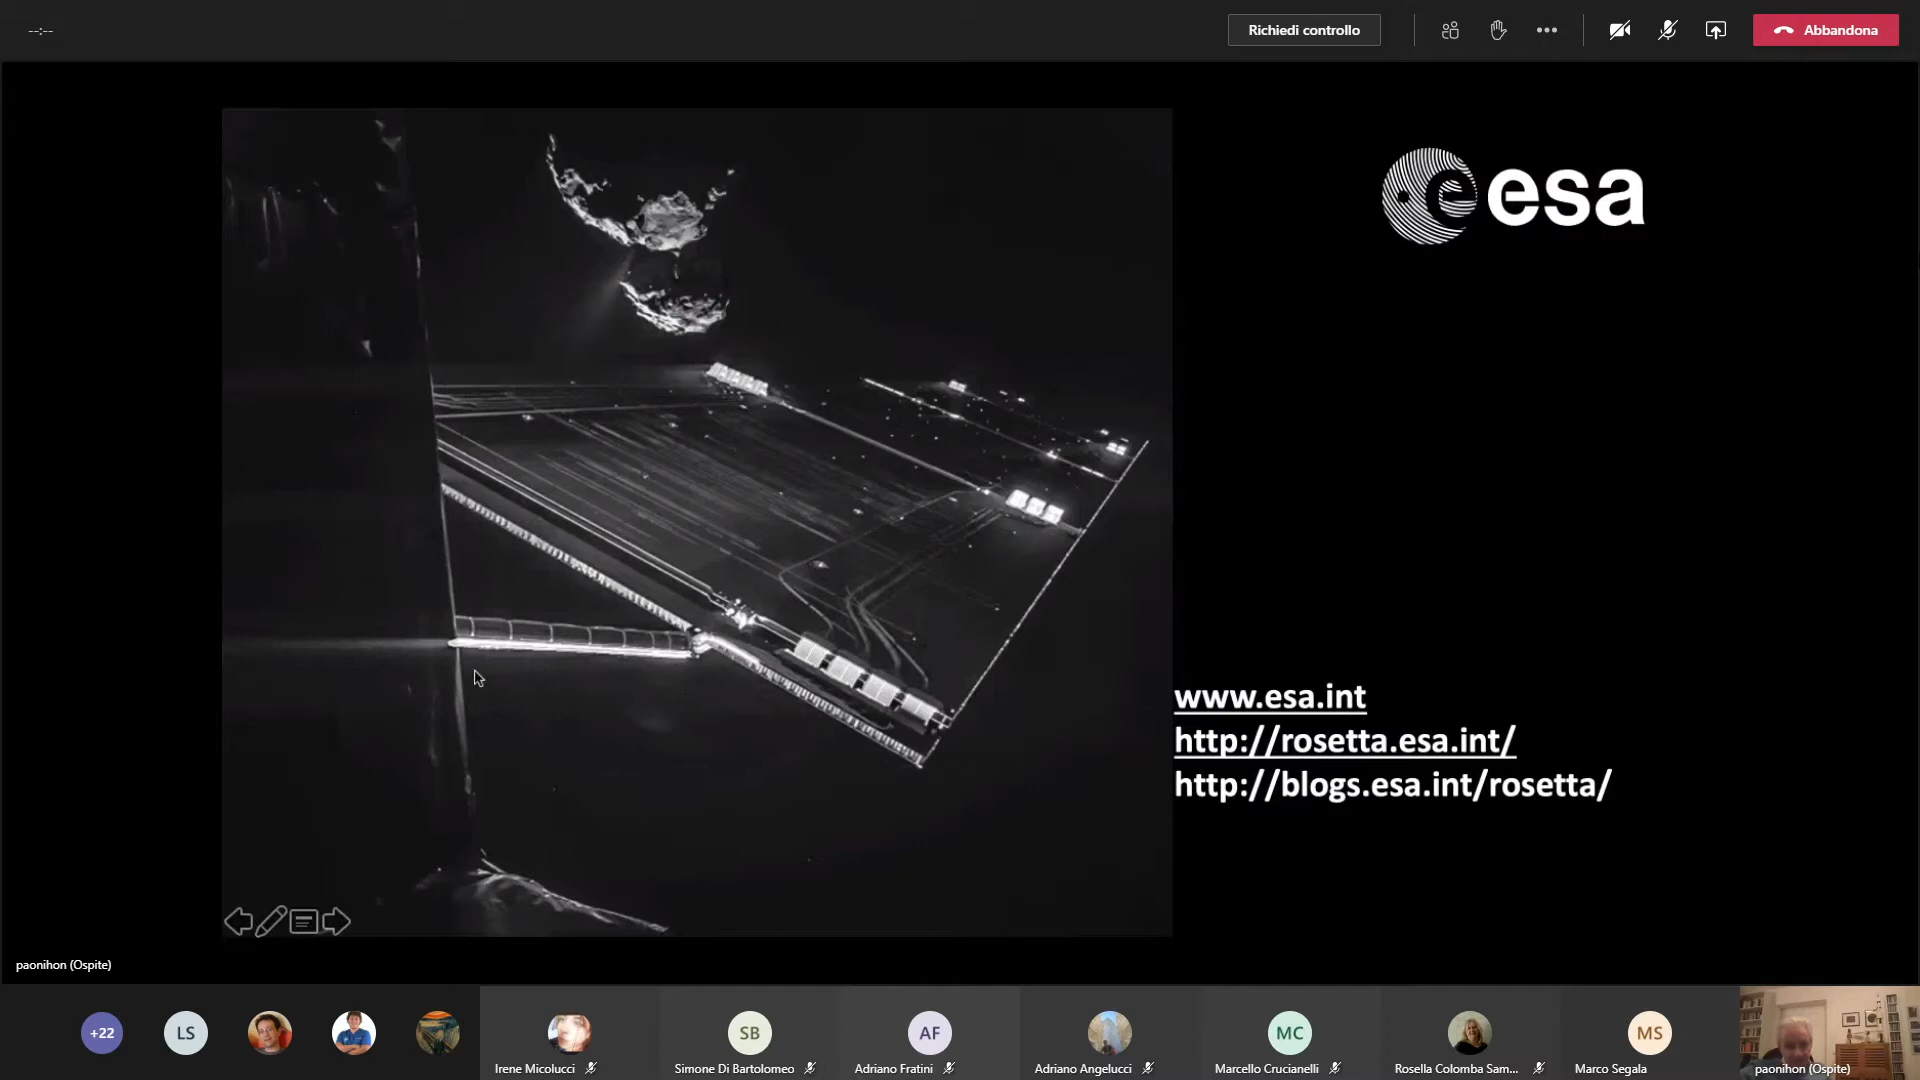 --:--
Richiedi controllo
Abbandona
esa
www.esa.int
http://rosetta.esa.int/
http://blogs.esa.int/rosetta/
paonihon (Ospite)
+22
LS
SB
AF
MC
MS
Irene Micolucci
Simone Di Bartolomeo
Adriano Fratini
Adriano Angelucci
Marcello Crucianelli
Rosella Colomba Sam...
Marco Segala
paonihon (Ospite)